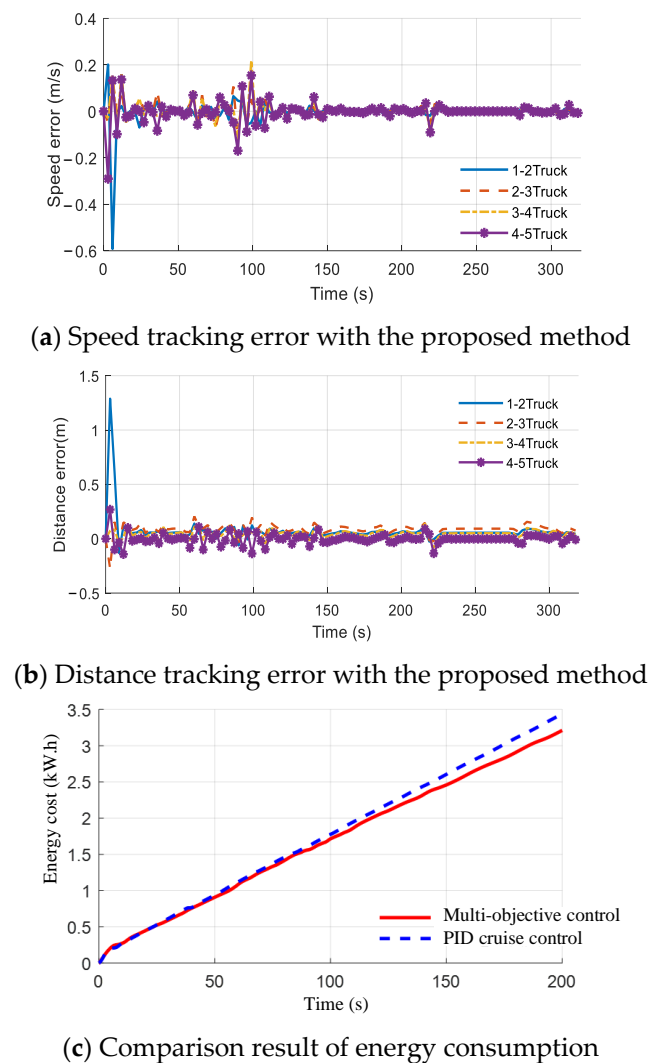 0.4
0.2
0
−0.2
−0.4
−0.6
Speed error (m/s)
1-2Truck
2-3Truck
3-4Truck
4-5Truck
0 50 100 150 200 250 300
Time (s)
(a) Speed tracking error with the proposed method
1.5
1
0.5
0
−0.5
Distance error(m)
1-2Truck
2-3Truck
3-4Truck
4-5Truck
0 50 100 150 200 250 300
Time (s)
(b) Distance tracking error with the proposed method
3.5
3
2.5
2
1.5
1
0.5
0
Energy cost (kW.h)
Multi-objective control
PID cruise control
0 50 100 150 200
Time (s)
(c) Comparison result of energy consumption